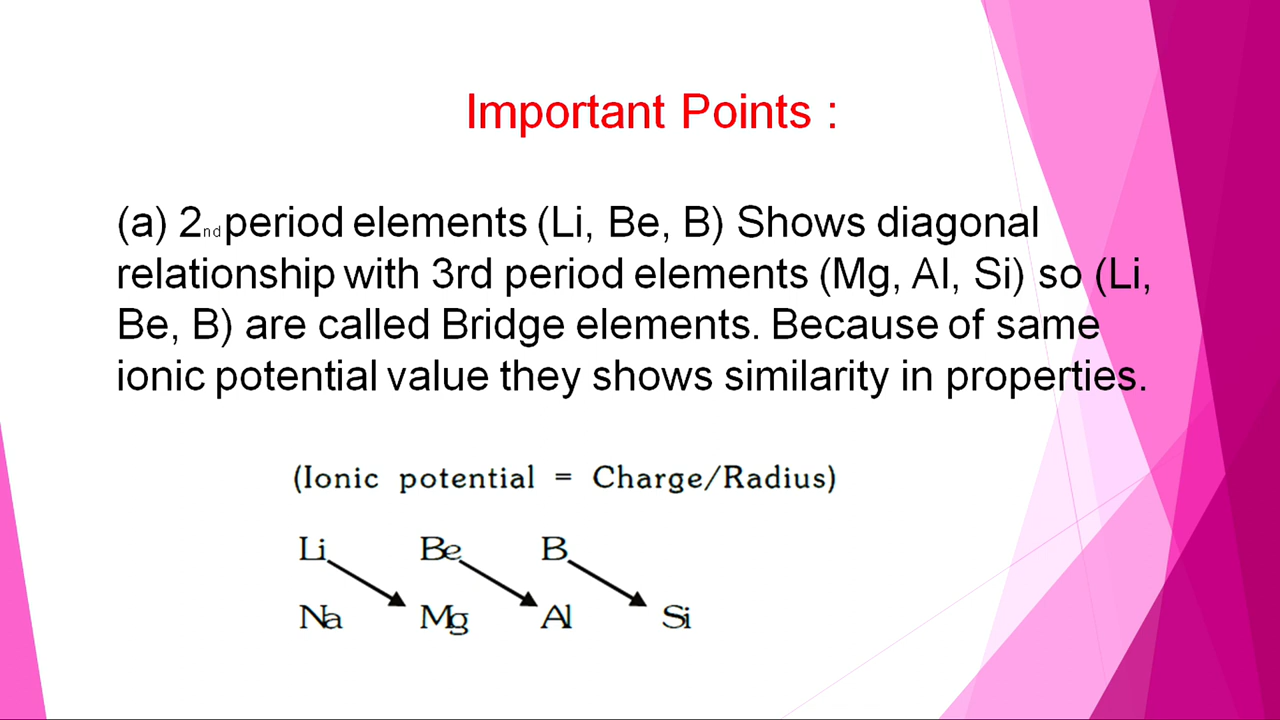 Important Points :
(a) 2nd period elements (Li, Be, B) Shows diagonal
relationship with 3rd period elements (Mg, Al, Si) so (Li,
Be, B) are called Bridge elements. Because of same
ionic potential value they shows similarity in properties.
(Ionic potential = Charge/Radius)
Li Be B
Na Mg Al Si